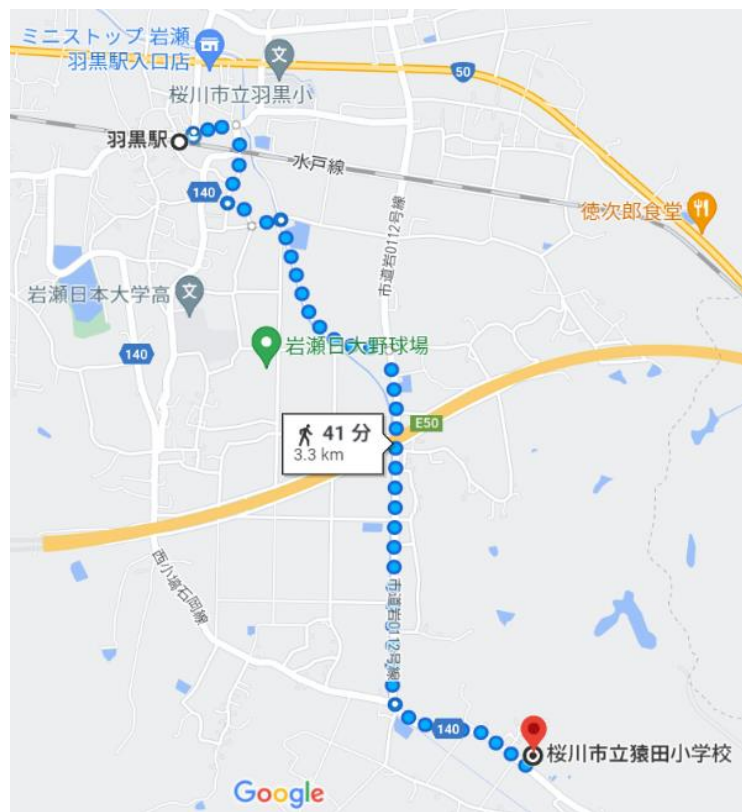 ミニストップ 岩瀬
羽黒駅入口店
50
桜川市立羽黒小
羽黒駅
水戸線
140
徳次郎食堂
市道岩0112号線
岩瀬日本大学高
岩瀬日大野球場
140
E50
41 分
3.3 km
西小塙石岡線
市道岩0112号線
140
桜川市立猿田小学校
Google